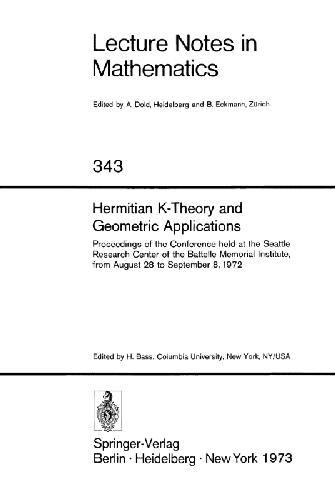 Lecture Notes in
Mathematics
Edited by A. Dold, Heidelberg and B. Eckmann, Zürich
343
Hermitian K-Theory and
Geometric Applications
Proceedings of the Conference held at the Seattle
Research Center of the Battelle Memorial Institute,
from August 28 to September 8, 1972
Edited by H. Bass, Columbia University, New York, NY/USA
Springer-Verlag
Berlin · Heidelberg · New York 1973